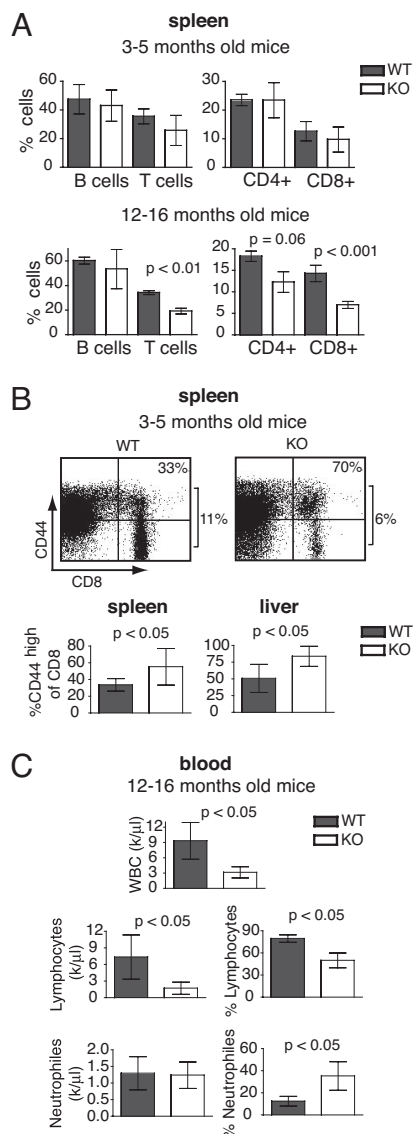 A
spleen
3-5 months old mice
WT
KO
% cells
60
40
20
0
B cells T cells
30
20
10
0
CD4+ CD8+
12-16 months old mice
% cells
60
40
20
0
p < 0.01
B cells T cells
20
15
10
5
0
p = 0.06
p < 0.001
CD4+ CD8+
B
spleen
3-5 months old mice
WT
KO
33%
11%
70%
6%
CD44
CD8
spleen
liver
WT
KO
%CD44 high
of CD8
80
60
40
20
0
p < 0.05
100
75
50
25
0
p < 0.05
C
blood
12-16 months old mice
WT
KO
WBC (k/µl)
12
9
6
3
0
p < 0.05
Lymphocytes
(k/µl)
12
9
6
3
0
p < 0.05
% Lymphocytes
90
60
30
0
p < 0.05
Neutrophiles
(k/µl)
2.0
1.5
1.0
0.5
0.0
% Neutrophiles
60
40
20
0
p < 0.05